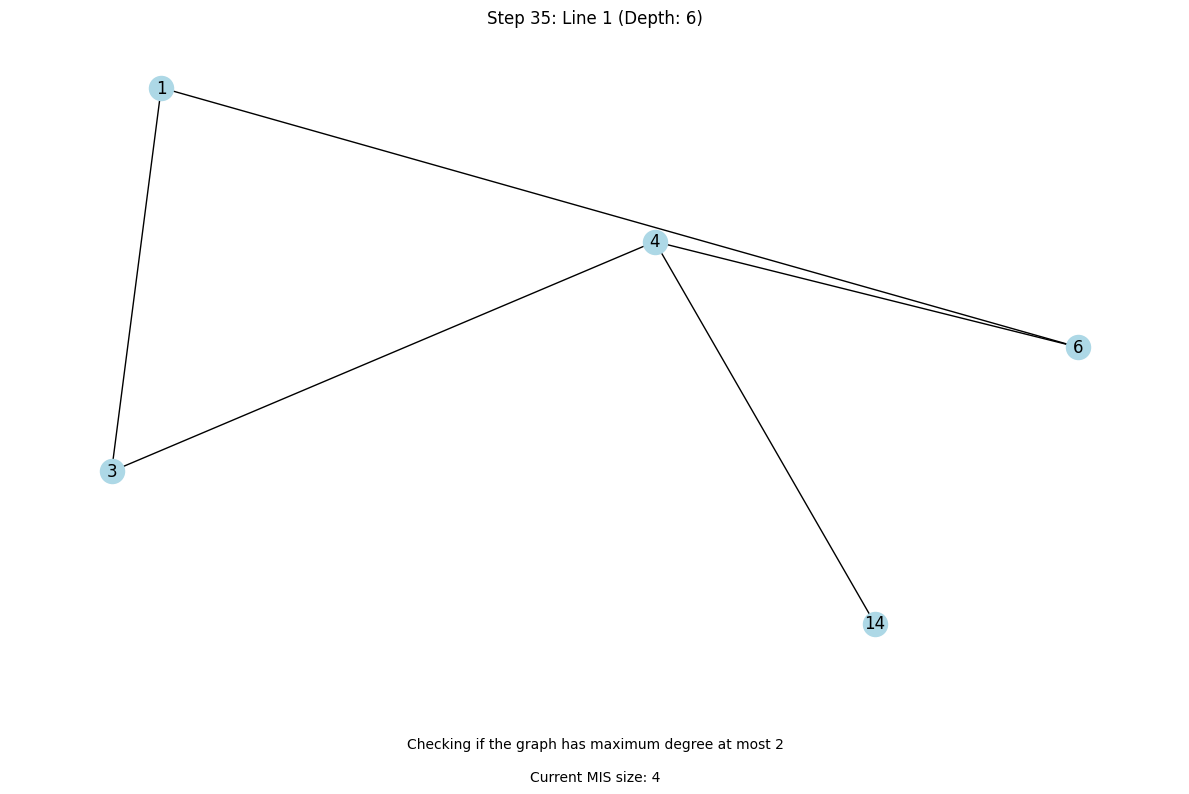 Step 35: Line 1 (Depth: 6)
1
4
6
3
14
Checking if the graph has maximum degree at most 2
Current MIS size: 4